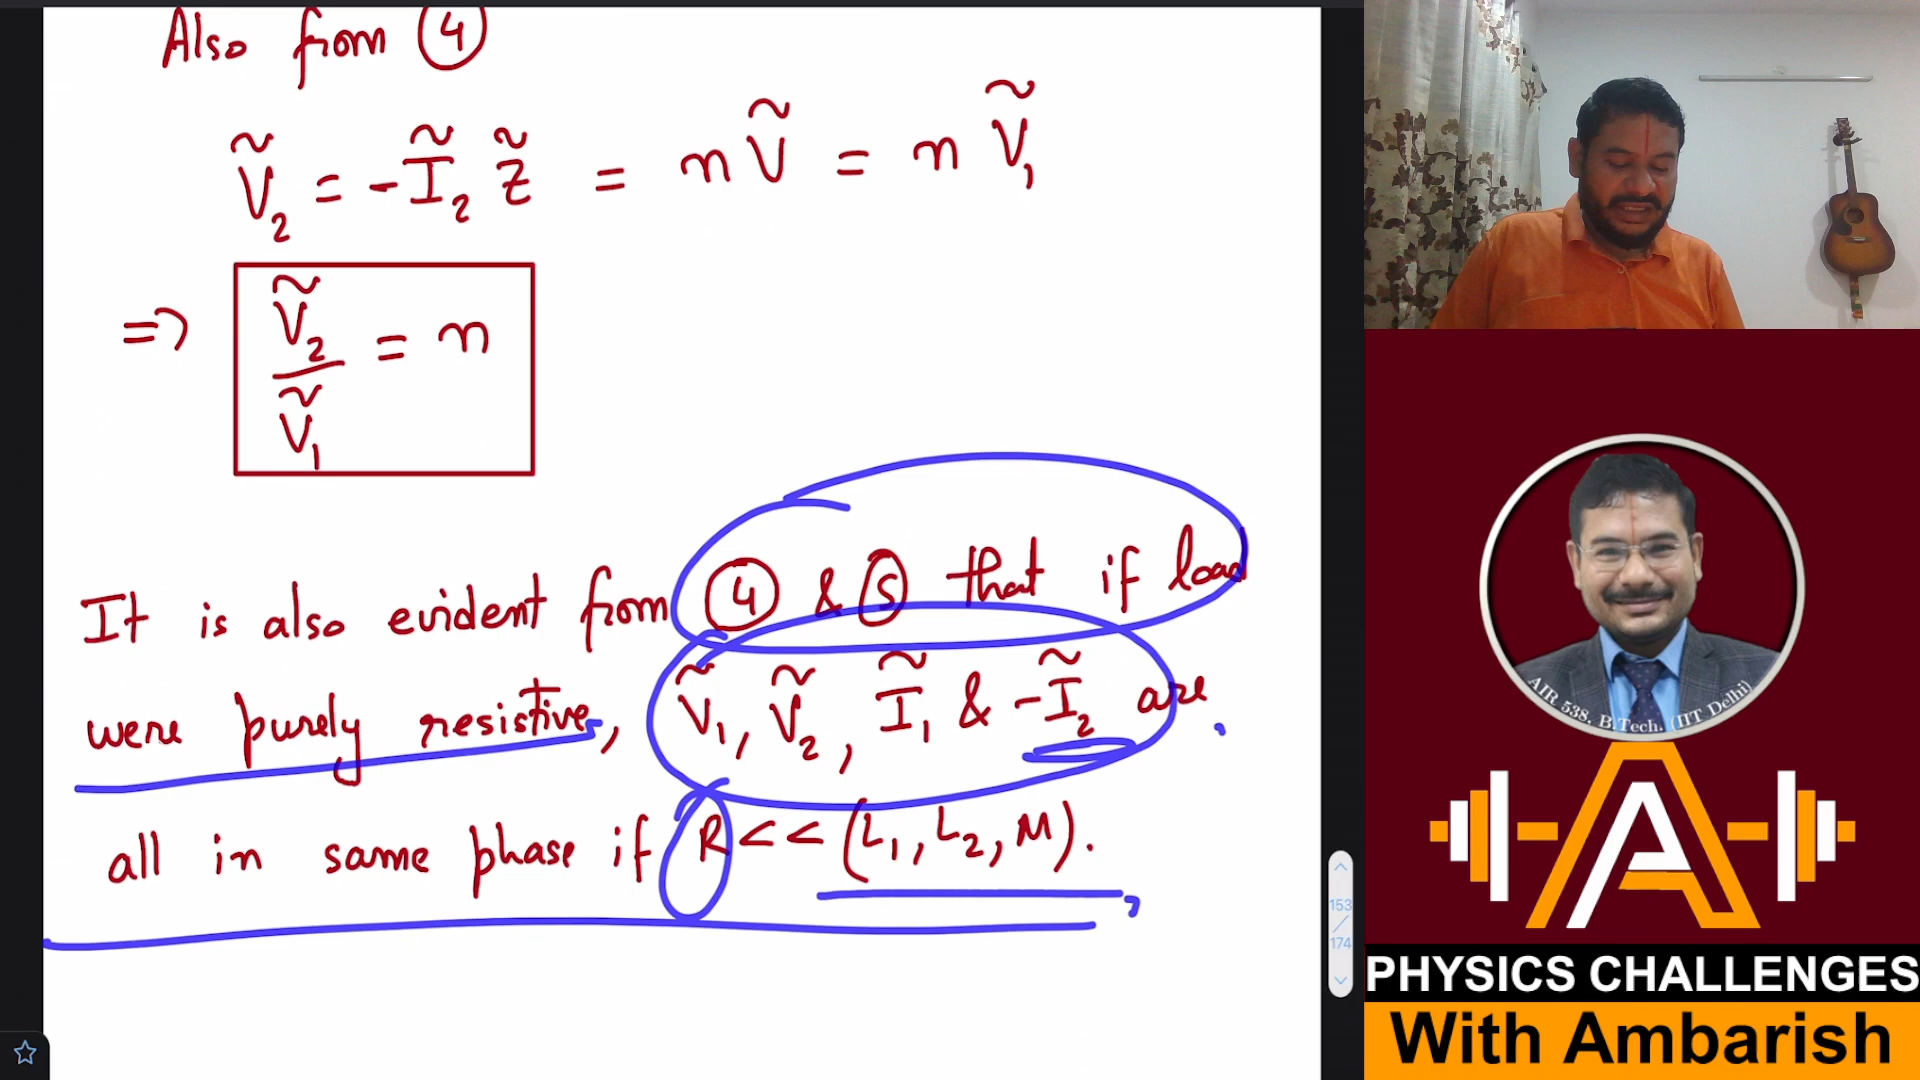 Also from ④
Ṽ₂ = -Ĩ₂ Z̃ = nṼ = nṼ₁
=> Ṽ₂/Ṽ₁ = n
It is also evident from ④ & ⑤ that if load
were purely resistive, Ṽ₁, Ṽ₂, Ĩ₁ & -Ĩ₂ are
all in same phase if R << (L₁, L₂, M).
153
/
174
AIR 538, B.Tech. (IIT Delhi)
PHYSICS CHALLENGES
With Ambarish